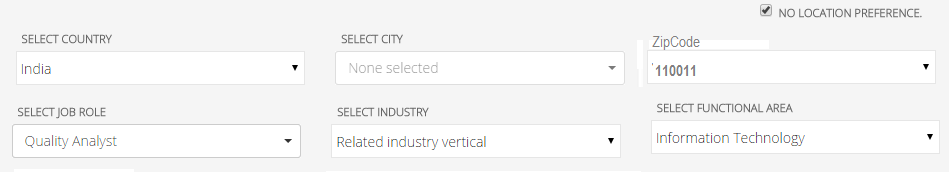 NO LOCATION PREFERENCE.
SELECT COUNTRY
SELECT CITY
ZipCode
India
None selected
110011
SELECT JOB ROLE
SELECT INDUSTRY
SELECT FUNCTIONAL AREA
Quality Analyst
Related industry vertical
Information Technology